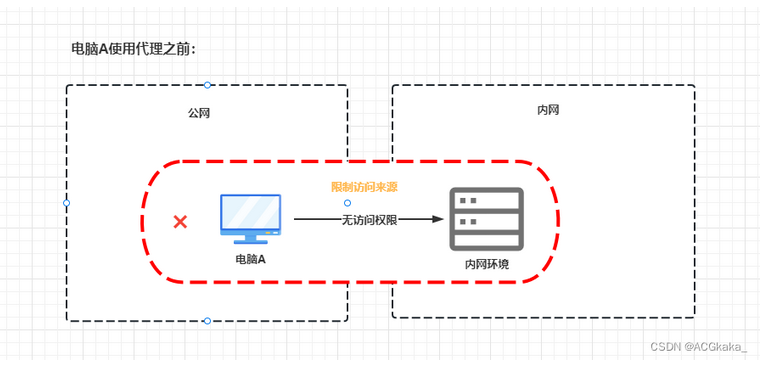 电脑A使用代理之前：
公网
内网
限制访问来源
无访问权限
电脑A
内网环境
CSDN @ACGkaka_